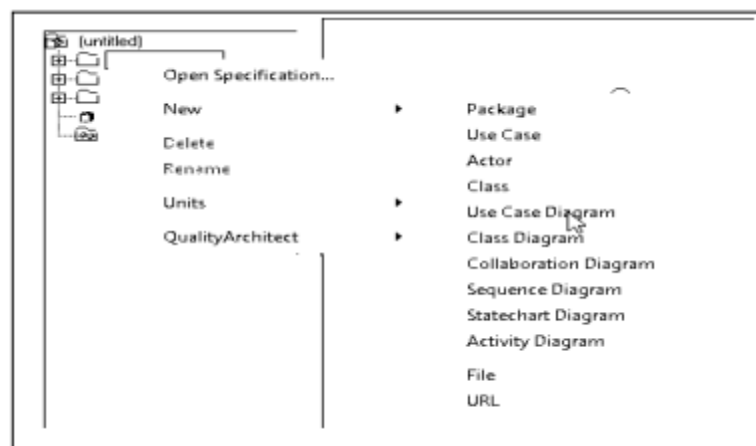 (untitled)
Open Specification...
New
Delete
Rename
Units
QualityArchitect
Package
Use Case
Actor
Class
Use Case Diagram
Class Diagram
Collaboration Diagram
Sequence Diagram
Statechart Diagram
Activity Diagram
File
URL